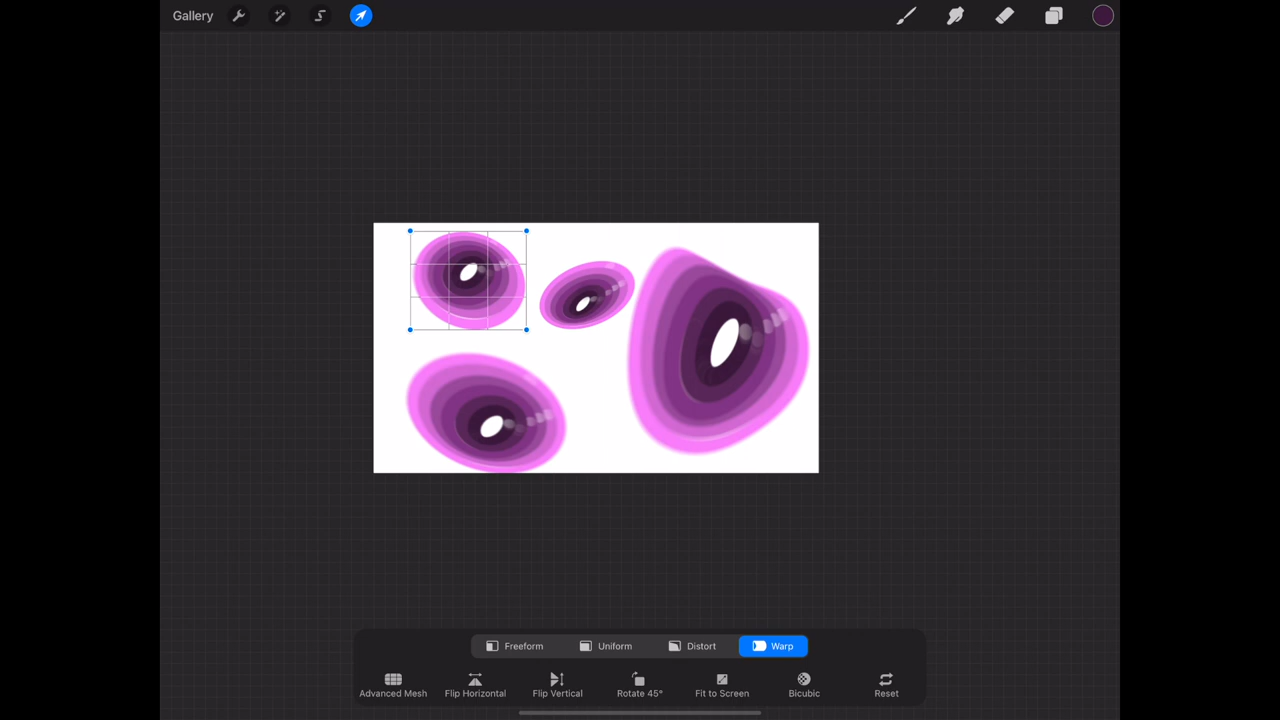 Gallery
Freeform Uniform Distort Warp
Advanced Mesh Flip Horizontal Flip Vertical Rotate 45° Fit to Screen Bicubic Reset